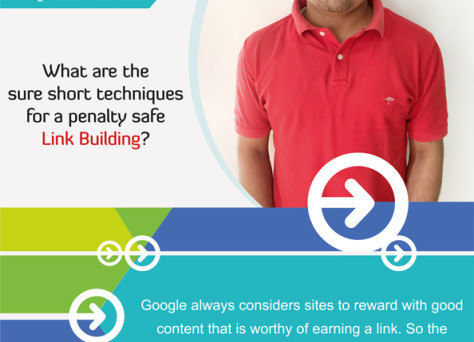 What are the
sure short techniques
for a penalty safe
Link Building?
Google always considers sites to reward with good
content that is worthy of earning a link. So the